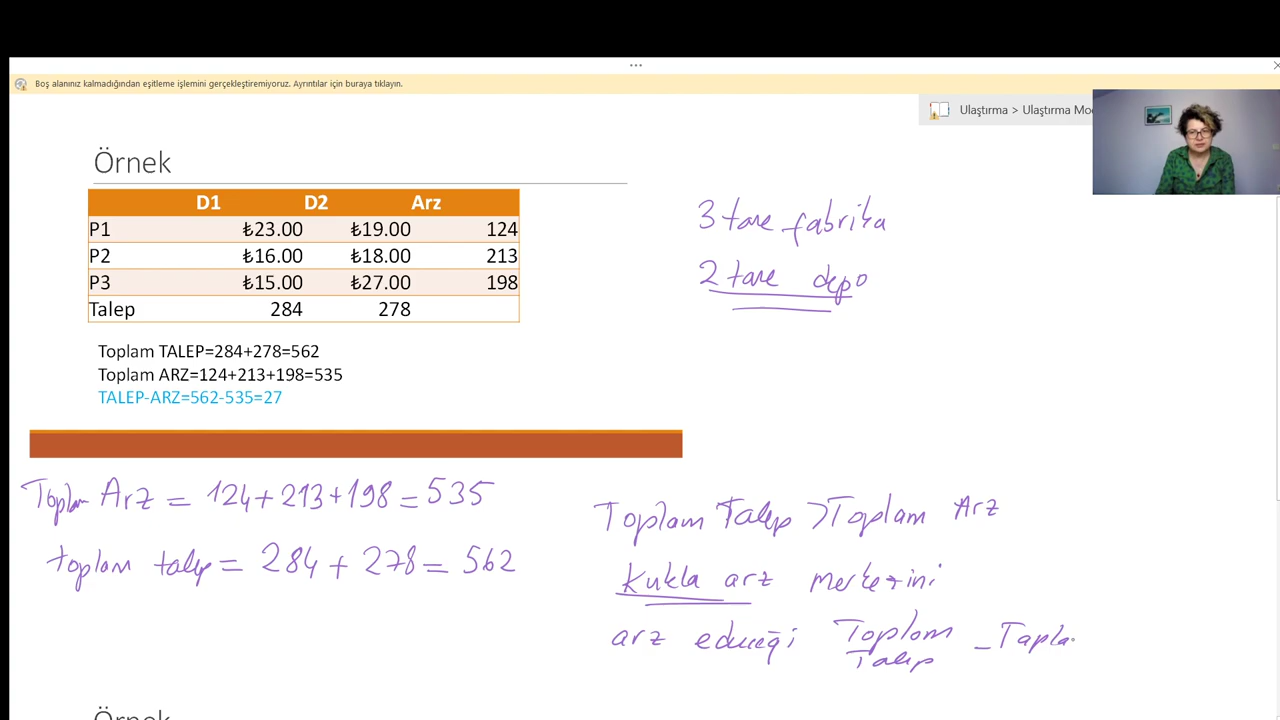 Boş alanınız kalmadığından eşitleme işlemini gerçekleştiremiyoruz. Ayrıntılar için buraya tıklayın.
Ulaştırma > Ulaştırma Mo
Örnek
D1 D2 Arz
P1 ₺23.00 ₺19.00 124
P2 ₺16.00 ₺18.00 213
P3 ₺15.00 ₺27.00 198
Talep 284 278
Toplam TALEP=284+278=562
Toplam ARZ=124+213+198=535
TALEP-ARZ=562-535=27
3 tane fabrika
2 tane depo
Toplam Arz = 124+213+198=535
toplam talep = 284 + 278 = 562
Toplam Talep >Toplam Arz
kukla arz merkezini
arz edeceği Toplam Talep - Topla
Örnek